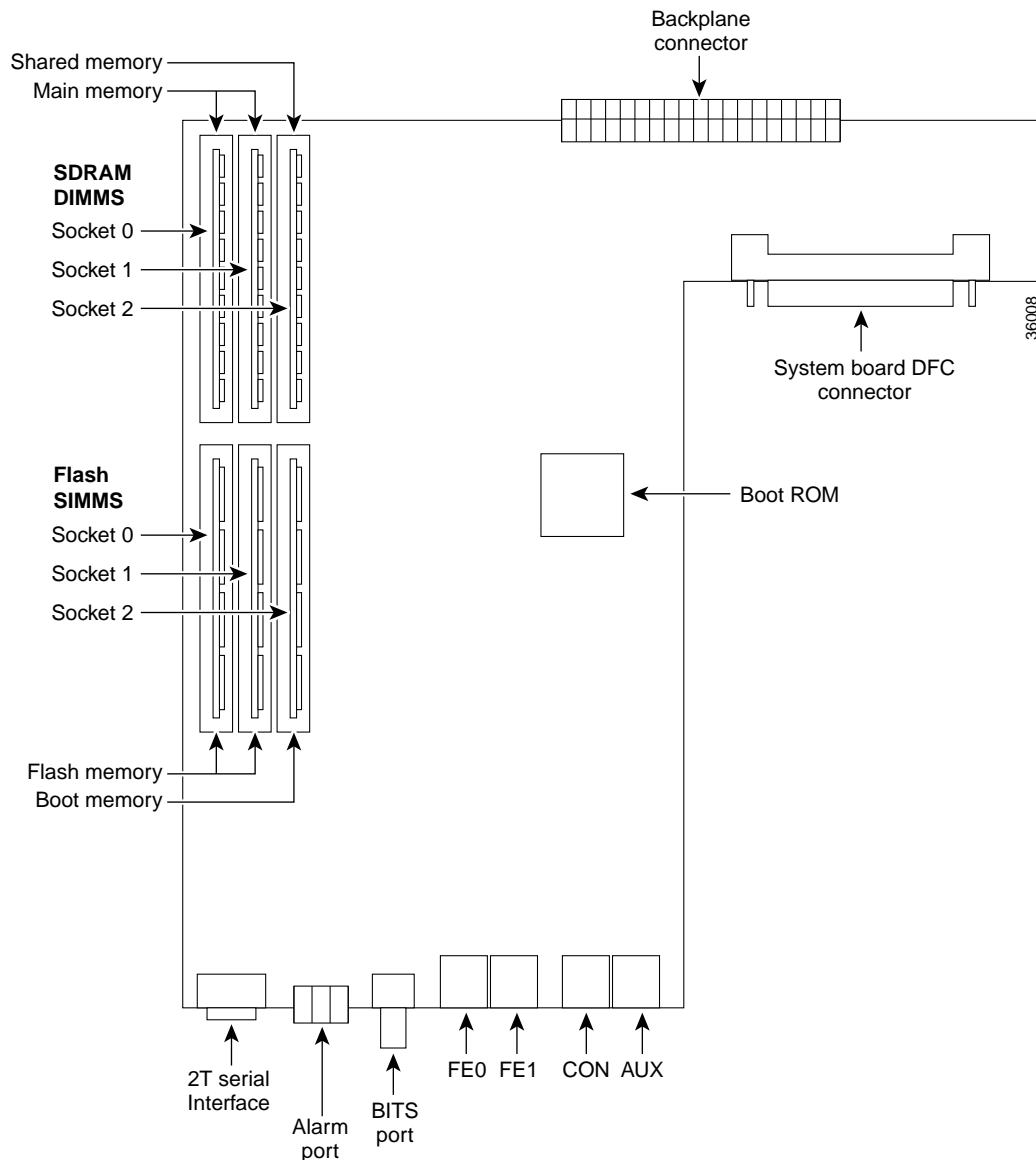 Backplane
connector
Shared memory
Main memory
SDRAM
DIMMS
Socket 0
Socket 1
Socket 2
36008
System board DFC
connector
Flash
SIMMS
Boot ROM
Socket 0
Socket 1
Socket 2
Flash memory
Boot memory
FE0 FE1 CON AUX
2T serial
Interface
BITS
port
Alarm
port